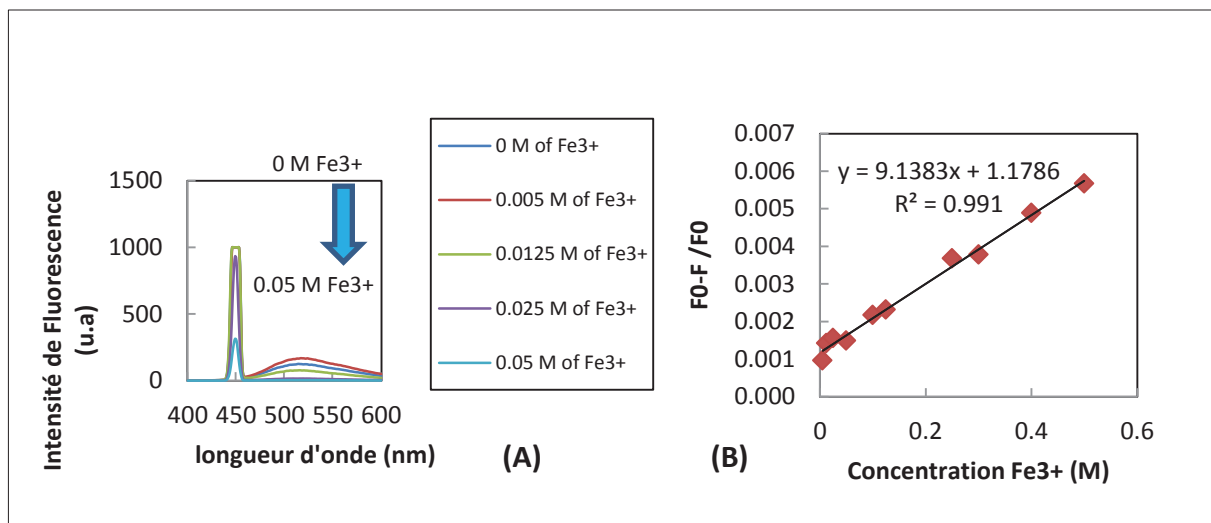 0 M Fe3+
0.05 M Fe3+
Intensité de Fluorescence
(u.a)
1500
1000
500
0
400 450 500 550 600
longueur d'onde (nm)
0 M of Fe3+
0.005 M of Fe3+
0.0125 M of Fe3+
0.025 M of Fe3+
0.05 M of Fe3+
(A)
(B)
F0-F /F0
0.007
0.006
0.005
0.004
0.003
0.002
0.001
0.000
y = 9.1383x + 1.1786
R² = 0.991
0 0.2 0.4 0.6
Concentration Fe3+ (M)